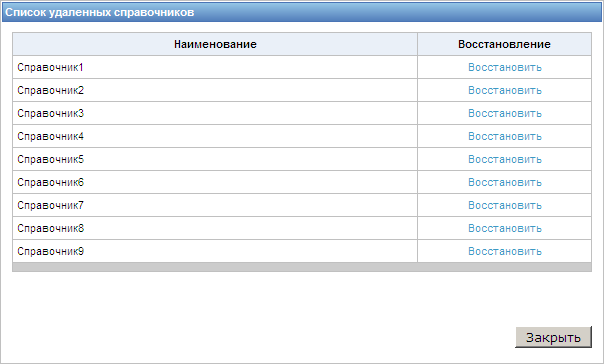 Список удаленных справочников
Наименование Восстановление
Справочник1 Восстановить
Справочник2 Восстановить
Справочник3 Восстановить
Справочник4 Восстановить
Справочник5 Восстановить
Справочник6 Восстановить
Справочник7 Восстановить
Справочник8 Восстановить
Справочник9 Восстановить
Закрыть